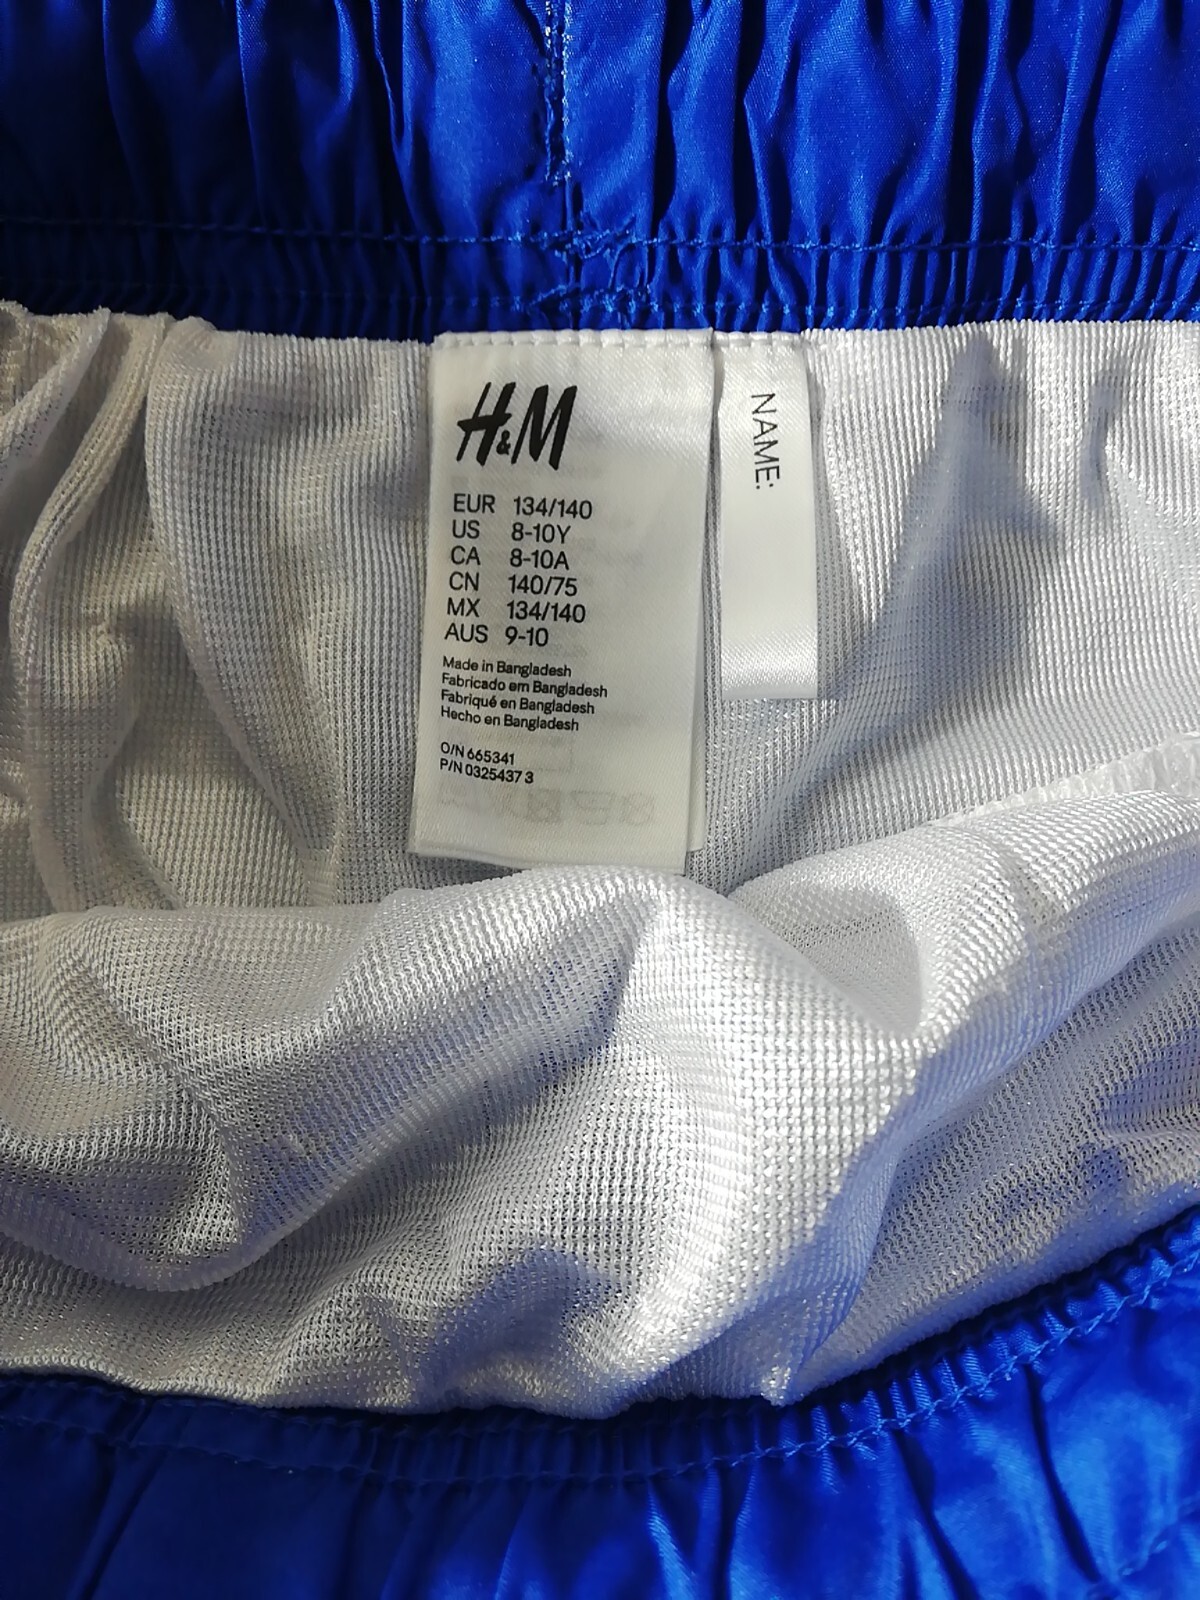 H&M
EUR 134/140
US 8-10Y
CA 8-10A
CN 140/75
MX 134/140
AUS 9-10
Made in Bangladesh
Fabricado em Bangladesh
Fabriqué en Bangladesh
Hecho en Bangladesh
O/N 665341
P/N 0325437 3
NAME: